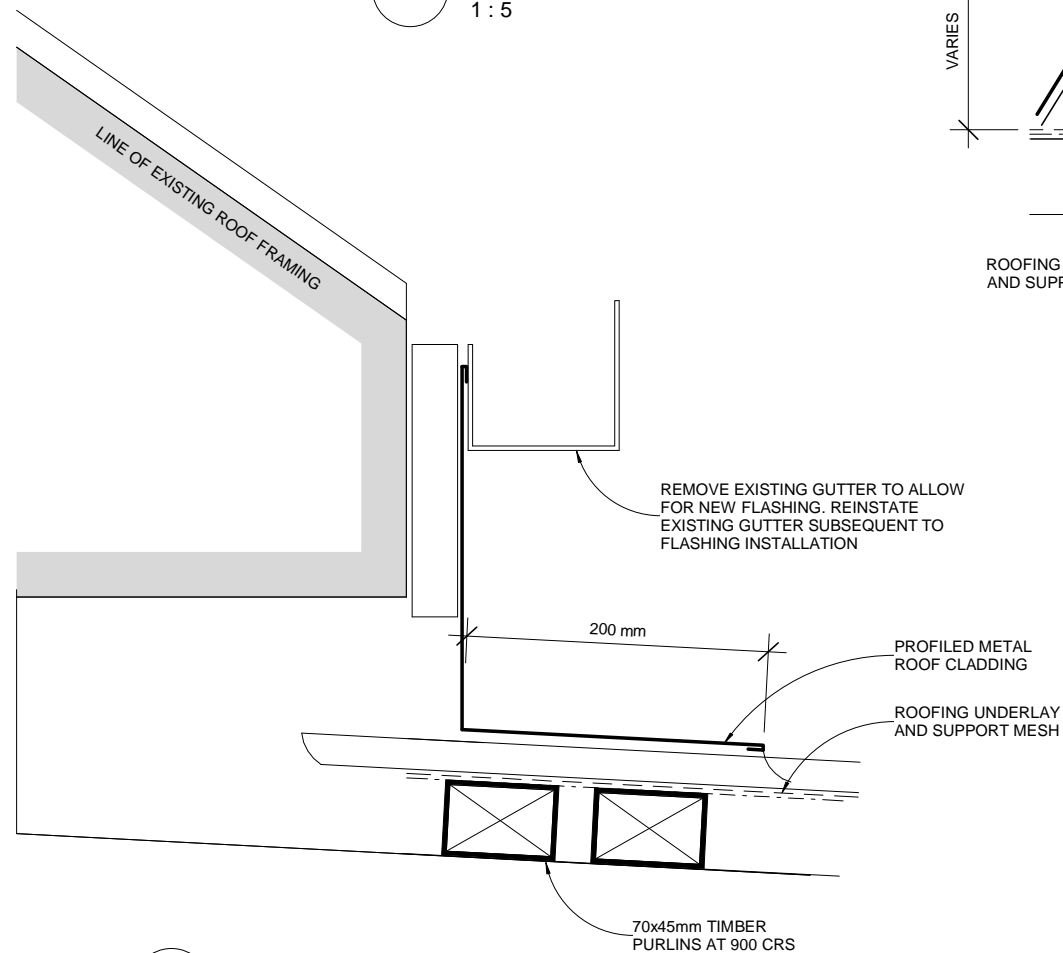 1 : 5
VARIES
LINE OF EXISTING ROOF FRAMING
ROOFING
AND SUPP
REMOVE EXISTING GUTTER TO ALLOW
FOR NEW FLASHING. REINSTATE
EXISTING GUTTER SUBSEQUENT TO
FLASHING INSTALLATION
200 mm
PROFILED METAL
ROOF CLADDING
ROOFING UNDERLAY
AND SUPPORT MESH
70x45mm TIMBER
PURLINS AT 900 CRS